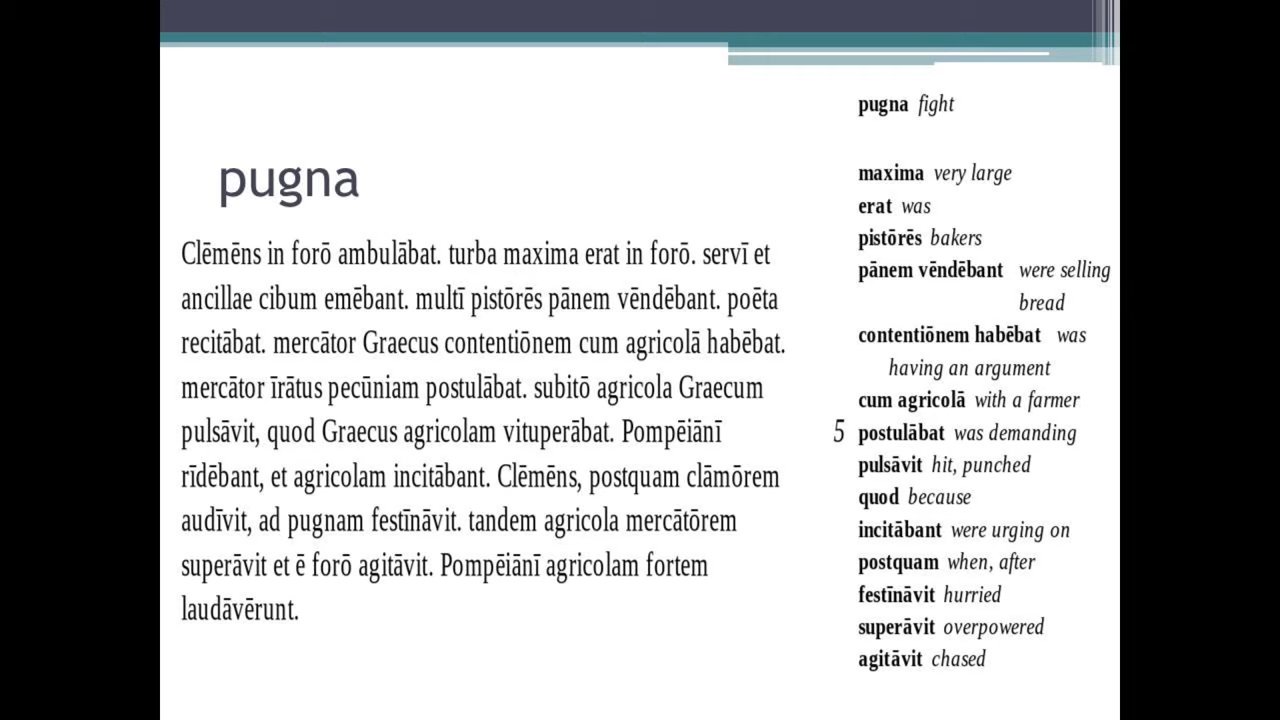 pugna
Clēmēns in forō ambulābat. turba maxima erat in forō. servī et
ancillae cibum emēbant. multī pistōrēs pānem vēndēbant. poēta
recitābat. mercātor Graecus contentiōnem cum agricolā habēbat.
mercātor īrātus pecūniam postulābat. subitō agricola Graecum
pulsāvit, quod Graecus agricolam vituperābat. Pompēiānī
rīdēbant, et agricolam incitābant. Clēmēns, postquam clāmōrem
audīvit, ad pugnam festīnāvit. tandem agricola mercātōrem
superāvit et ē forō agitāvit. Pompēiānī agricolam fortem
laudāvērunt.
pugna fight
maxima very large
erat was
pistōrēs bakers
pānem vēndēbant were selling
bread
contentiōnem habēbat was
having an argument
cum agricolā with a farmer
5 postulābat was demanding
pulsāvit hit, punched
quod because
incitābant were urging on
postquam when, after
festīnāvit hurried
superāvit overpowered
agitāvit chased